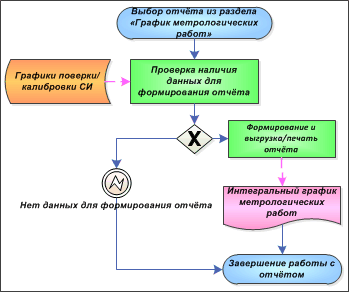 Выбор отчёта из раздела
«График метрологических
работ»
Графики поверки/
калибровки СИ
Проверка наличия
данных для
формирования отчёта
X
Формирование и
выгрузка/печать
отчёта
Нет данных для формирования отчёта
Интегральный график
метрологических
работ
Завершение работы с
отчётом